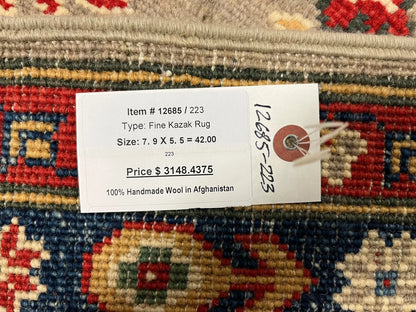 Item # 12685 / 223
Type: Fine Kazak Rug
Size: 7. 9 X 5. 5 = 42.00
223
Price $ 3148.4375
100% Handmade Wool in Afghanistan
12685-223